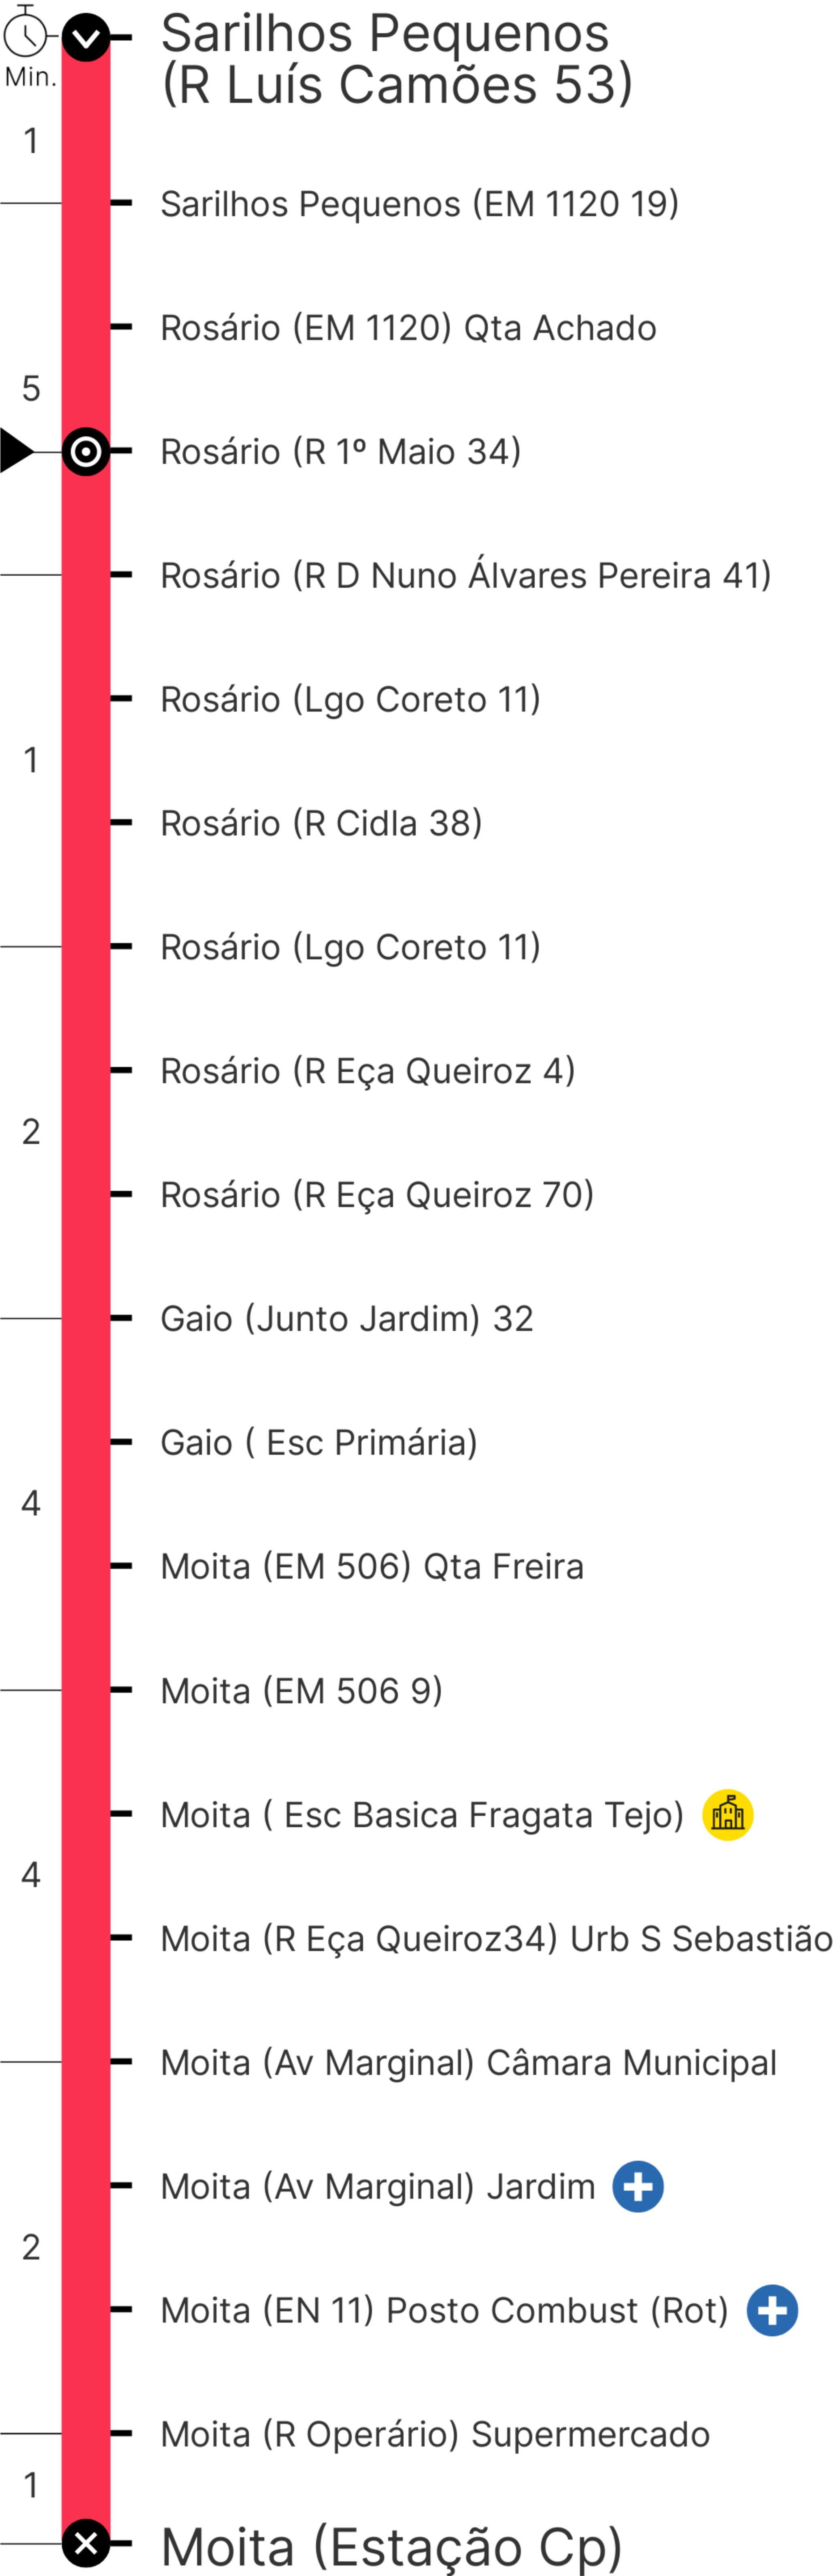 Sarilhos Pequenos
(R Luís Camões 53)
Min.
1
Sarilhos Pequenos (EM 1120 19)
Rosário (EM 1120) Qta Achado
5
Rosário (R 1º Maio 34)
Rosário (R D Nuno Álvares Pereira 41)
Rosário (Lgo Coreto 11)
1
Rosário (R Cidla 38)
Rosário (Lgo Coreto 11)
Rosário (R Eça Queiroz 4)
2
Rosário (R Eça Queiroz 70)
Gaio (Junto Jardim) 32
Gaio ( Esc Primária)
4
Moita (EM 506) Qta Freira
Moita (EM 506 9)
Moita ( Esc Basica Fragata Tejo)
4
Moita (R Eça Queiroz34) Urb S Sebastião
Moita (Av Marginal) Câmara Municipal
Moita (Av Marginal) Jardim
2
Moita (EN 11) Posto Combust (Rot)
Moita (R Operário) Supermercado
1
Moita (Estação Cp)